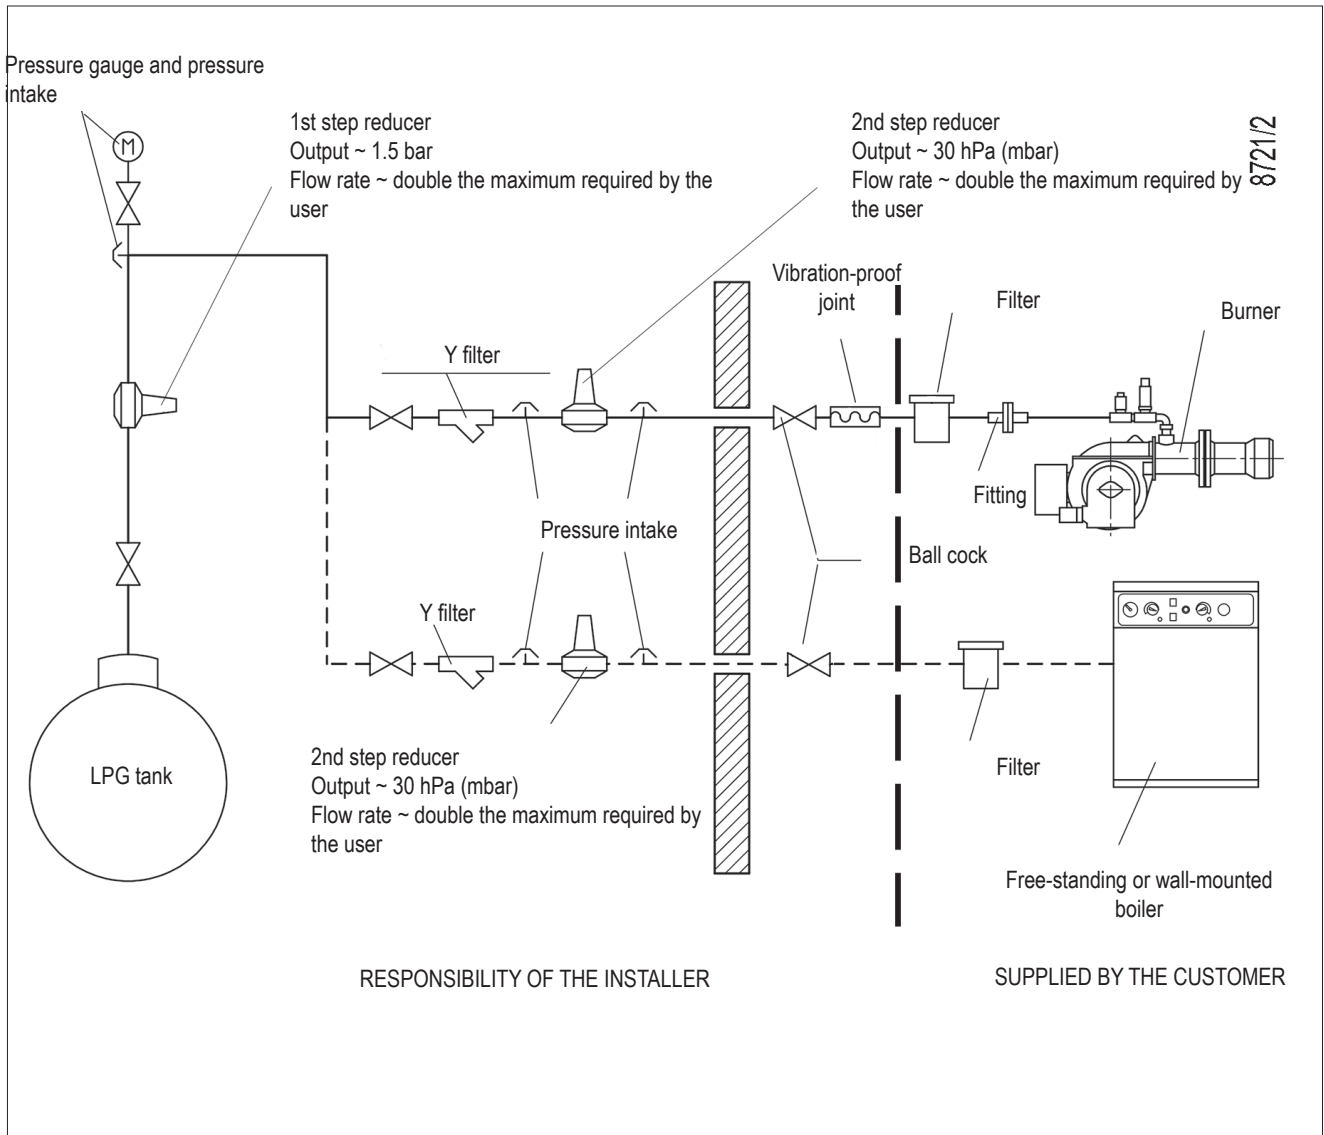 Pressure gauge and pressure
intake
M
1st step reducer
Output ~ 1.5 bar
Flow rate ~ double the maximum required by the
user
2nd step reducer
Output ~ 30 hPa (mbar)
Flow rate ~ double the maximum required by
the user
8721/2
Vibration-proof
joint
Filter
Burner
Y filter
Fitting
Pressure intake
Ball cock
Y filter
LPG tank
2nd step reducer
Output ~ 30 hPa (mbar)
Flow rate ~ double the maximum required by
the user
Filter
Free-standing or wall-mounted
boiler
RESPONSIBILITY OF THE INSTALLER
SUPPLIED BY THE CUSTOMER